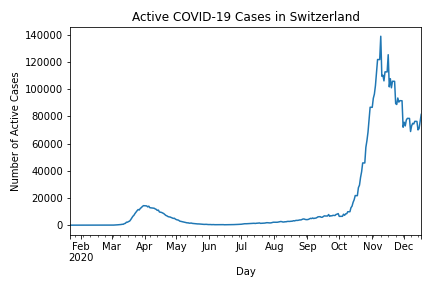 Active COVID-19 Cases in Switzerland
140000
120000
100000
80000
60000
40000
20000
0
Number of Active Cases
Feb Mar Apr May Jun Jul Aug Sep Oct Nov Dec
2020
Day